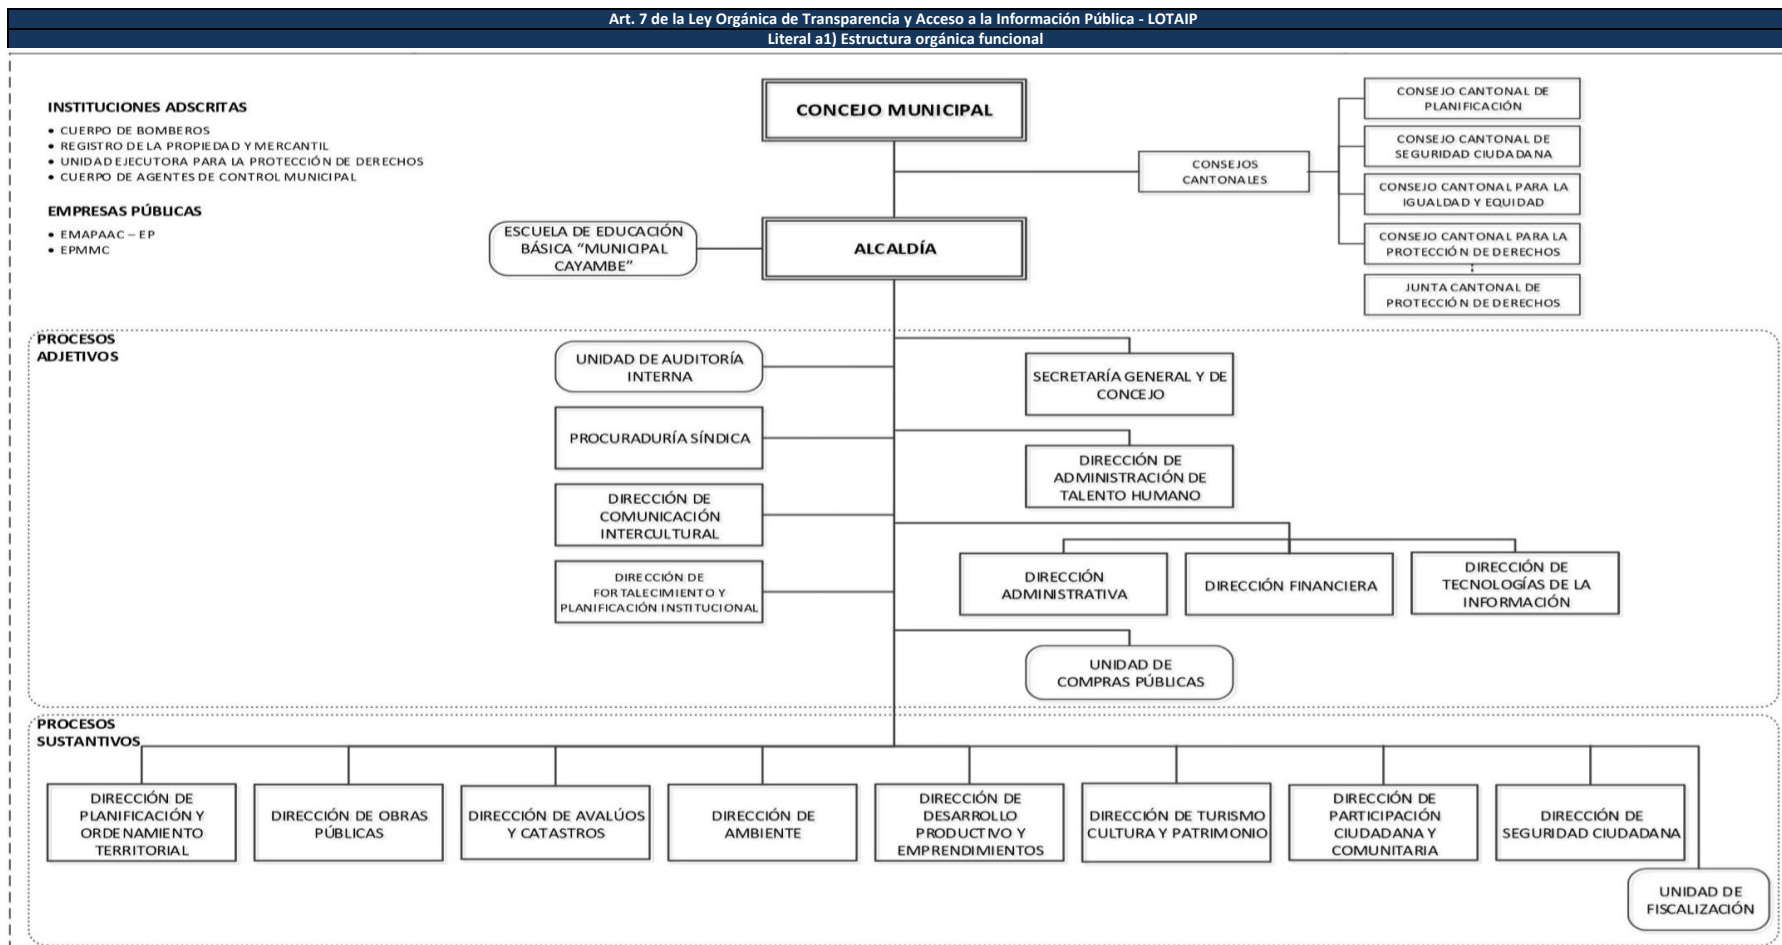 Art. 7 de la Ley Orgánica de Transparencia y Acceso a la Información Pública - LOTAIP
Literal a1) Estructura orgánica funcional
INSTITUCIONES ADSCRITAS
• CUERPO DE BOMBEROS
• REGISTRO DE LA PROPIEDAD Y MERCANTIL
• UNIDAD EJECUTORA PARA LA PROTECCIÓN DE DERECHOS
• CUERPO DE AGENTES DE CONTROL MUNICIPAL
EMPRESAS PÚBLICAS
• EMAPAAC – EP
• EPMMC
CONCEJO MUNICIPAL
CONSEJOS
CANTONALES
CONSEJO CANTONAL DE
PLANIFICACIÓN
CONSEJO CANTONAL DE
SEGURIDAD CIUDADANA
CONSEJO CANTONAL PARA LA
IGUALDAD Y EQUIDAD
CONSEJO CANTONAL PARA LA
PROTECCIÓN DE DERECHOS
JUNTA CANTONAL DE
PROTECCIÓN DE DERECHOS
ESCUELA DE EDUCACIÓN
BÁSICA “MUNICIPAL
CAYAMBE”
ALCALDÍA
PROCESOS
ADJETIVOS
UNIDAD DE AUDITORÍA
INTERNA
SECRETARÍA GENERAL Y DE
CONCEJO
PROCURADURÍA SÍNDICA
DIRECCIÓN DE
ADMINISTRACIÓN DE
TALENTO HUMANO
DIRECCIÓN DE
COMUNICACIÓN
INTERCULTURAL
DIRECCIÓN DE
FORTALECIMIENTO Y
PLANIFICACIÓN INSTITUCIONAL
DIRECCIÓN
ADMINISTRATIVA
DIRECCIÓN FINANCIERA
DIRECCIÓN DE
TECNOLOGÍAS DE LA
INFORMACIÓN
UNIDAD DE
COMPRAS PÚBLICAS
PROCESOS
SUSTANTIVOS
DIRECCIÓN DE
PLANIFICACIÓN Y
ORDENAMIENTO
TERRITORIAL
DIRECCIÓN DE OBRAS
PÚBLICAS
DIRECCIÓN DE AVALÚOS
Y CATASTROS
DIRECCIÓN DE
AMBIENTE
DIRECCIÓN DE
DESARROLLO
PRODUCTIVO Y
EMPRENDIMIENTOS
DIRECCIÓN DE TURISMO
CULTURA Y PATRIMONIO
DIRECCIÓN DE
PARTICIPACIÓN
CIUDADANA Y
COMUNITARIA
DIRECCIÓN DE
SEGURIDAD CIUDADANA
UNIDAD DE
FISCALIZACIÓN